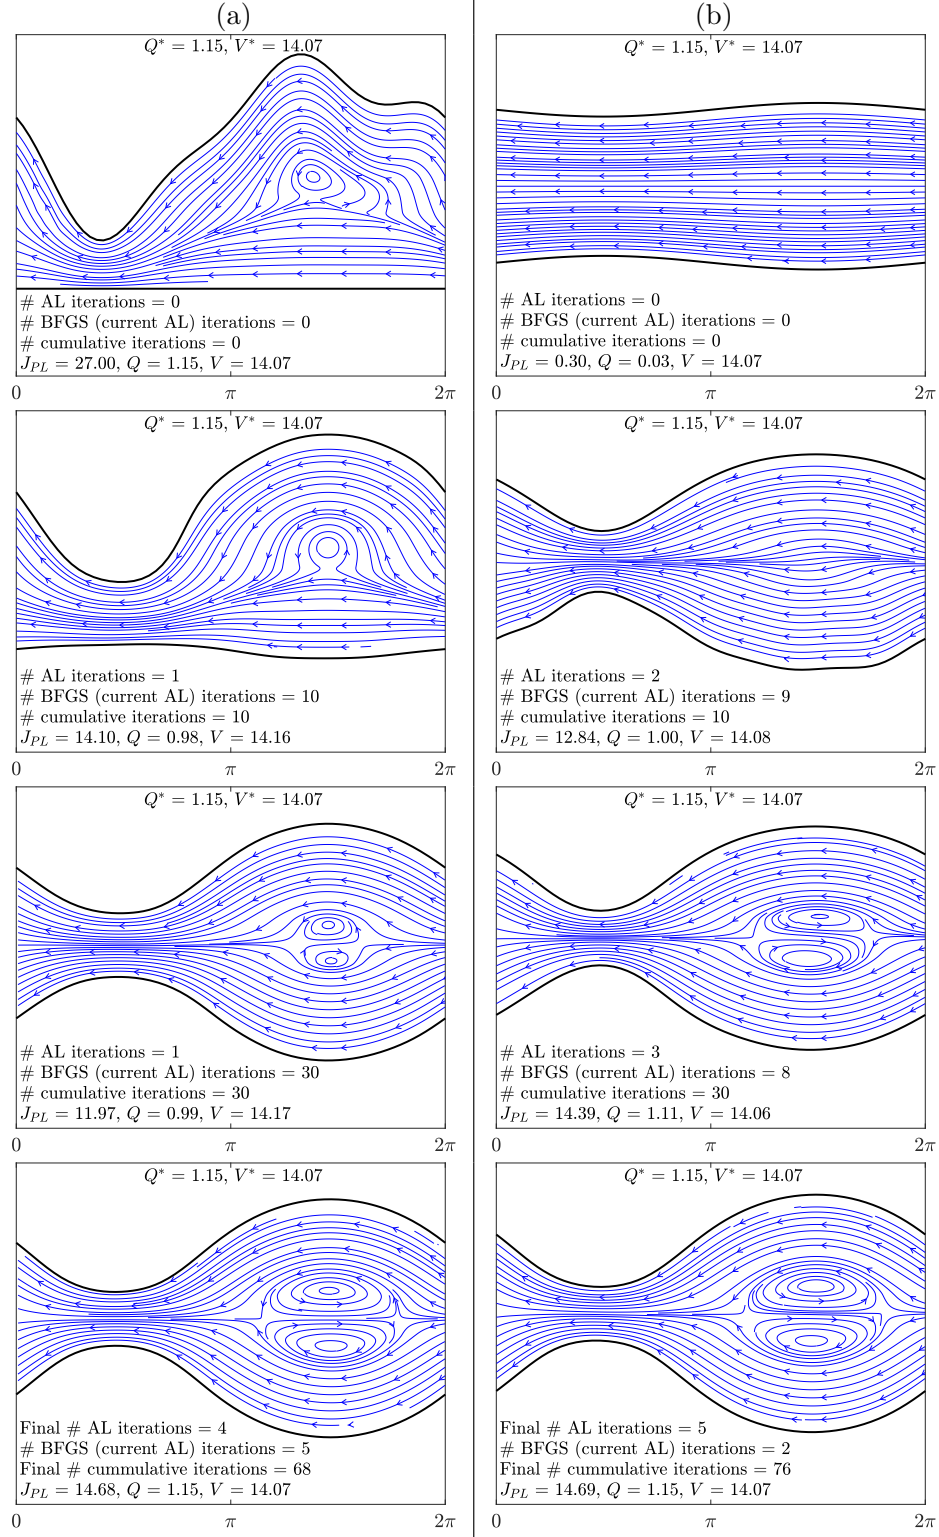 (a)
Q* = 1.15, V* = 14.07
# AL iterations = 0
# BFGS (current AL) iterations = 0
# cumulative iterations = 0
J_PL = 27.00, Q = 1.15, V = 14.07
0 π 2π
Q* = 1.15, V* = 14.07
# AL iterations = 1
# BFGS (current AL) iterations = 10
# cumulative iterations = 10
J_PL = 14.10, Q = 0.98, V = 14.16
0 π 2π
Q* = 1.15, V* = 14.07
# AL iterations = 1
# BFGS (current AL) iterations = 30
# cumulative iterations = 30
J_PL = 11.97, Q = 0.99, V = 14.17
0 π 2π
Q* = 1.15, V* = 14.07
Final # AL iterations = 4
# BFGS (current AL) iterations = 5
Final # cummulative iterations = 68
J_PL = 14.68, Q = 1.15, V = 14.07
0 π 2π
(b)
Q* = 1.15, V* = 14.07
# AL iterations = 0
# BFGS (current AL) iterations = 0
# cumulative iterations = 0
J_PL = 0.30, Q = 0.03, V = 14.07
0 π 2π
Q* = 1.15, V* = 14.07
# AL iterations = 2
# BFGS (current AL) iterations = 9
# cumulative iterations = 10
J_PL = 12.84, Q = 1.00, V = 14.08
0 π 2π
Q* = 1.15, V* = 14.07
# AL iterations = 3
# BFGS (current AL) iterations = 8
# cumulative iterations = 30
J_PL = 14.39, Q = 1.11, V = 14.06
0 π 2π
Q* = 1.15, V* = 14.07
Final # AL iterations = 5
# BFGS (current AL) iterations = 2
Final # cummulative iterations = 76
J_PL = 14.69, Q = 1.15, V = 14.07
0 π 2π